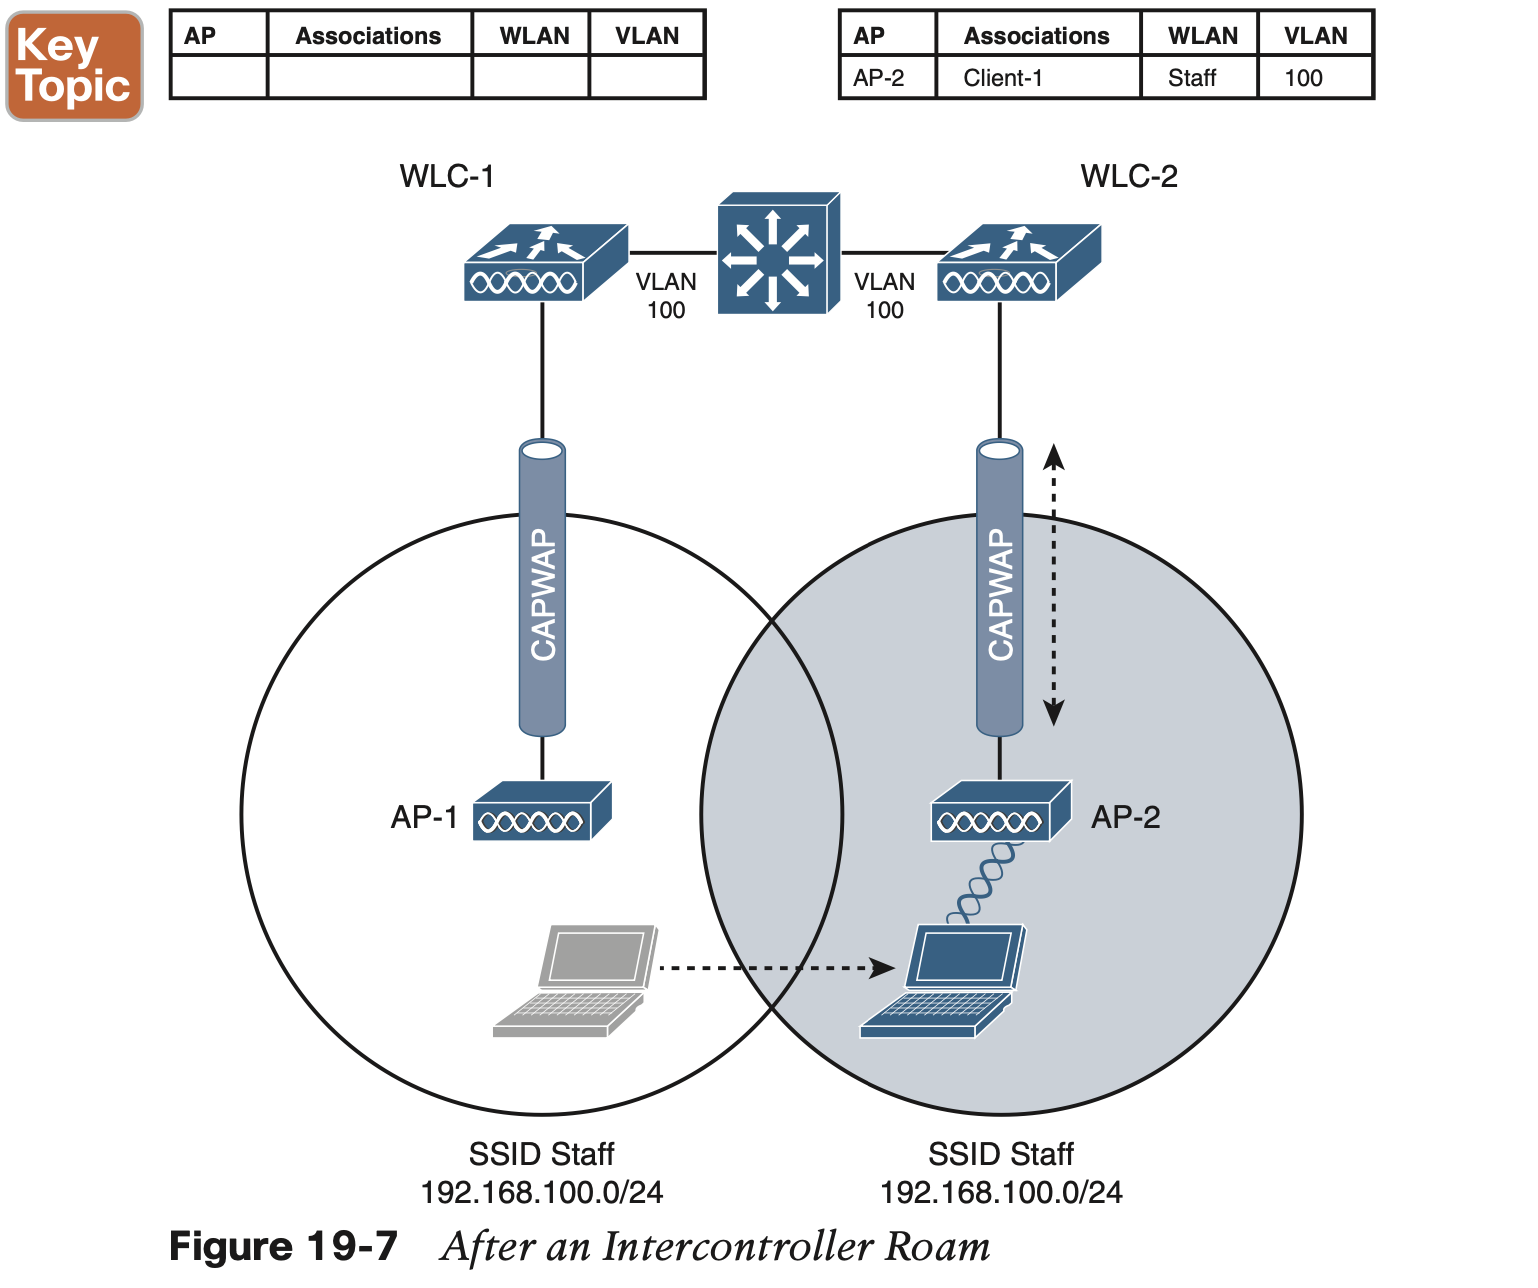 Key
Topic
AP Associations WLAN VLAN
AP Associations WLAN VLAN
AP-2 Client-1 Staff 100
WLC-1
WLC-2
VLAN
100
VLAN
100
CAPWAP
CAPWAP
AP-1
AP-2
SSID Staff
192.168.100.0/24
SSID Staff
192.168.100.0/24
Figure 19-7 After an Intercontroller Roam